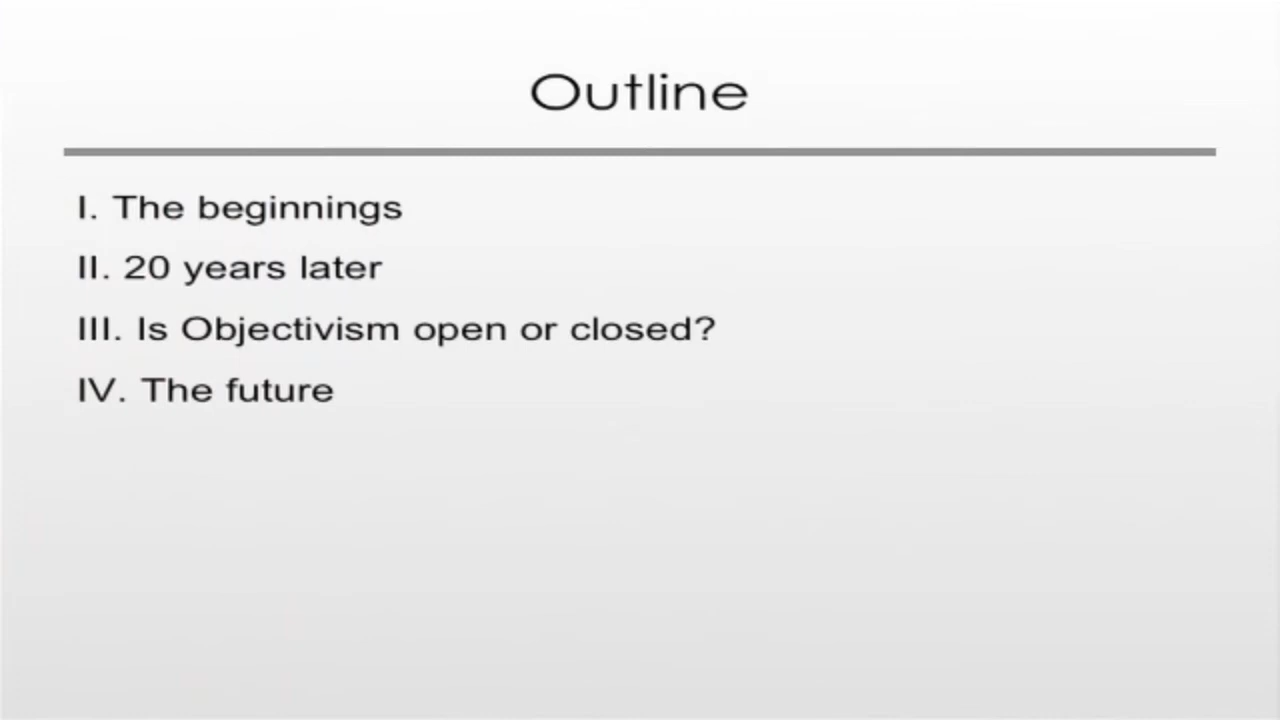 Outline
I. The beginnings
II. 20 years later
III. Is Objectivism open or closed?
IV. The future